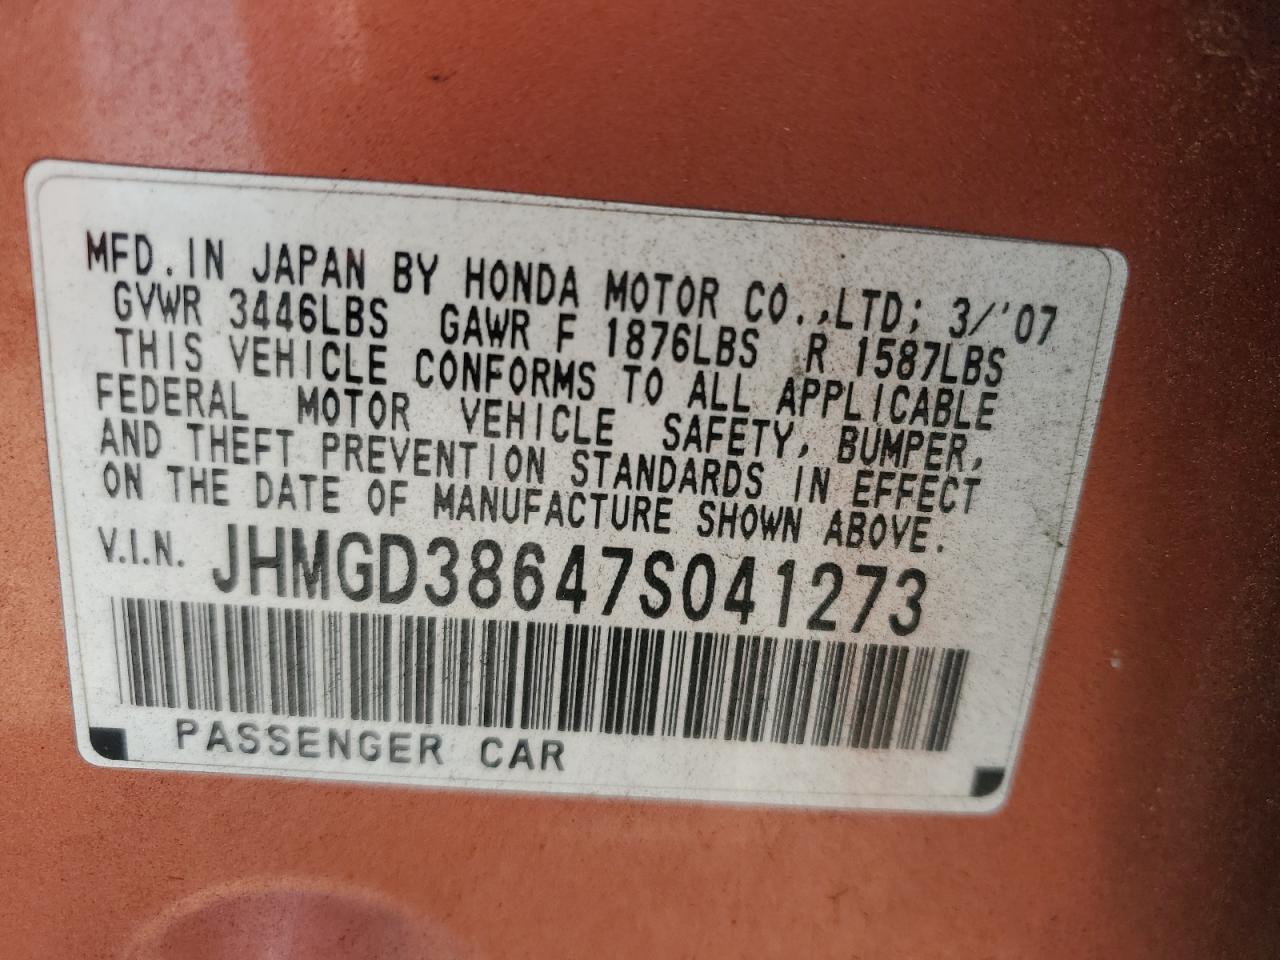 MFD. IN JAPAN BY HONDA MOTOR CO.,LTD; 3/'07
GVWR 3446LBS GAWR F 1876LBS R 1587LBS
THIS VEHICLE CONFORMS TO ALL APPLICABLE
FEDERAL MOTOR VEHICLE SAFETY, BUMPER,
AND THEFT PREVENTION STANDARDS IN EFFECT
ON THE DATE OF MANUFACTURE SHOWN ABOVE.
V.I.N. JHMGD38647S041273
PASSENGER CAR